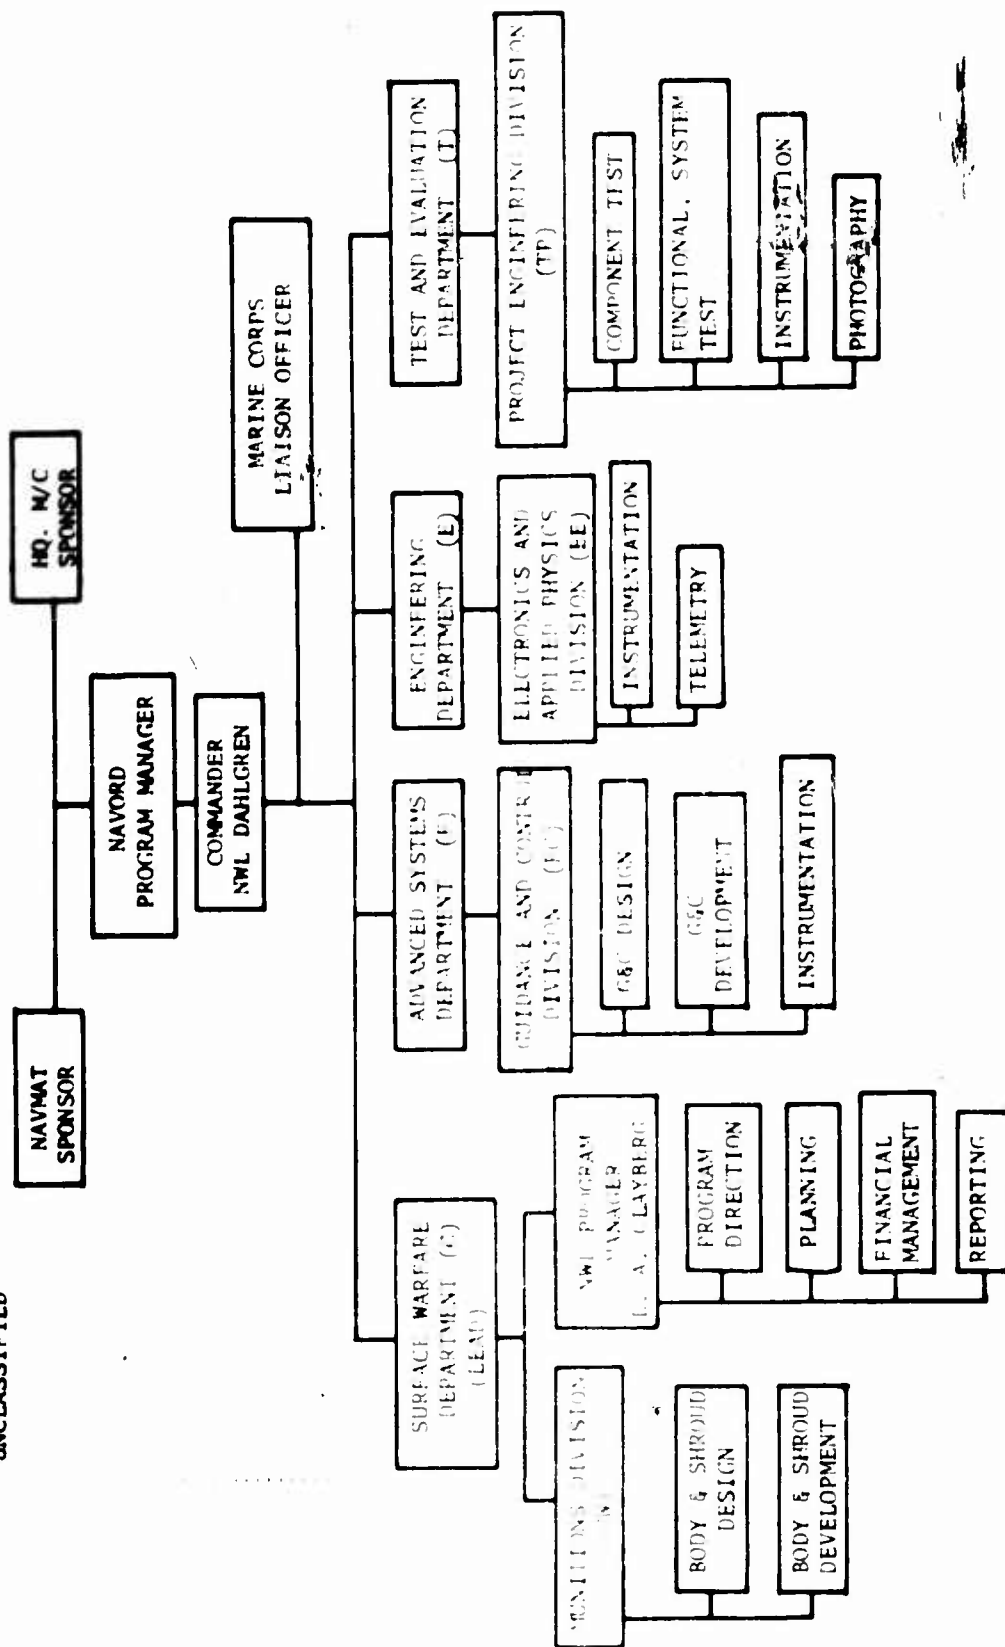 UNCLASSIFIED
NAVMAT
SPONSOR
HQ. M/C
SPONSOR
NAVORD
PROGRAM MANAGER
COMMANDER
NWL DAHLGREN
MARINE CORPS
LIAISON OFFICER
SURFACE WARFARE
DEPARTMENT (G)
(LEAD)
MUNITIONS DIVISION
BODY & SHROUD
DESIGN
BODY & SHROUD
DEVELOPMENT
NWL PROGRAM
MANAGER
CLAYBERG
PROGRAM
DIRECTION
PLANNING
FINANCIAL
MANAGEMENT
REPORTING
ADVANCED SYSTEMS
DEPARTMENT
GUIDANCE AND CONTROL
DIVISION
G&C DESIGN
G&C
DEVELOPMENT
INSTRUMENTATION
ENGINEERING
DEPARTMENT (E)
ELECTRONICS AND
APPLIED PHYSICS
DIVISION (EE)
INSTRUMENTATION
TELEMETRY
TEST AND EVALUATION
DEPARTMENT (T)
PROJECT ENGINEERING DIVISION
(TP)
COMPONENT TEST
FUNCTIONAL, SYSTEM
TEST
INSTRUMENTATION
PHOTOGRAPHY